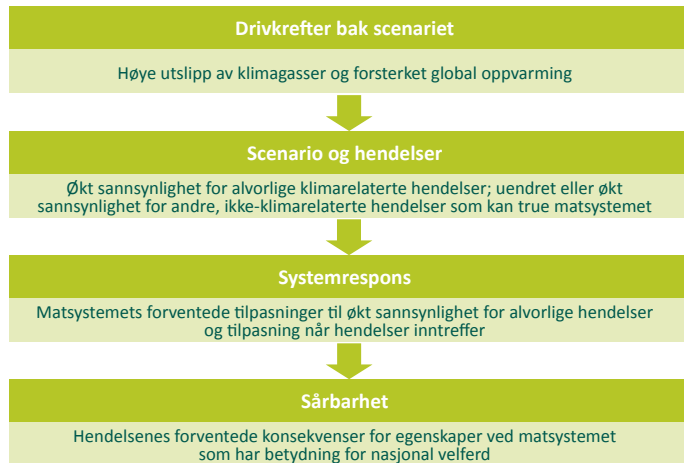 Drivkrefter bak scenariet
Høye utslipp av klimagasser og forsterket global oppvarming
Scenario og hendelser
Økt sannsynlighet for alvorlige klimarelaterte hendelser; uendret eller økt
sannsynlighet for andre, ikke-klimarelaterte hendelser som kan true matsystemet
Systemrespons
Matsystemets forventede tilpasninger til økt sannsynlighet for alvorlige hendelser
og tilpasning når hendelser inntreffer
Sårbarhet
Hendelsenes forventede konsekvenser for egenskaper ved matsystemet
som har betydning for nasjonal velferd